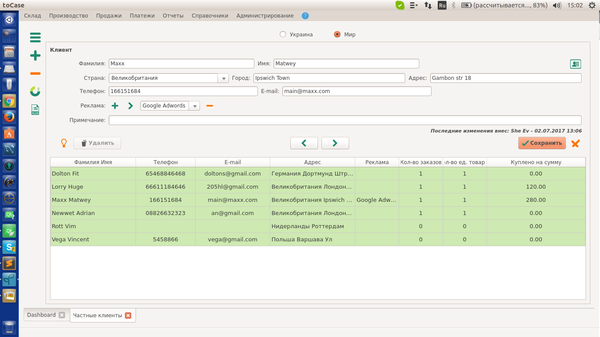 toCase
Ru
(рассчитывается..., 83%)
15:02
Склад Производство Продажи Платежи Отчеты Справочники Администрирование
Украина Мир
Клиент
Фамилия: Maxx Имя: Matwey
Страна: Великобритания Город: Ipswich Town Адрес: Gambon str 18
Телефон: 166151684 E-mail: main@maxx.com
Реклама: Google Adwords
Примечание:
Последние изменения внес: She Ev - 02.07.2017 13:06
Удалить Сохранить
Фамилия Имя Телефон E-mail Адрес Реклама Кол-во заказов л-во ед. товар Куплено на сумму
Dolton Fit 65468846468 doltons@gmail.com Германия Дортмунд Штр... 1 1 0.00
Lorry Huge 66611184646 205hl@gmail.com Великобритания Лондон... 1 1 120.00
Maxx Matwey 166151684 main@maxx.com Великобритания Ipswich ... Google Adw... 1 1 280.00
Newwet Adrian 08826632323 an@gmail.com Великобритания Лондон... 1 1 0.00
Rott Vim Нидерланды Роттердам 0 0 0.00
Vega Vincent 5458866 vega@gmail.com Польша Варшава Ул 0 0 0.00
Dashboard Частные клиенты